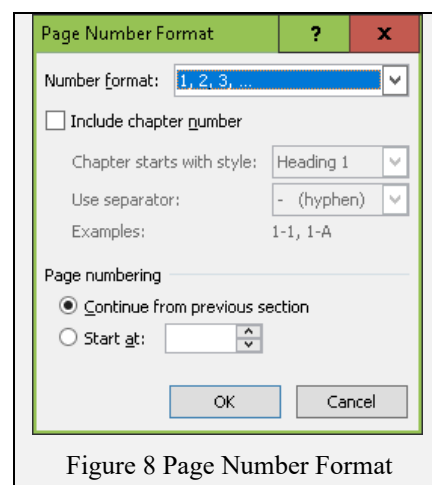 Page Number Format ? x
Number format: 1, 2, 3, ...
Include chapter number
Chapter starts with style: Heading 1
Use separator: - (hyphen)
Examples: 1-1, 1-A
Page numbering
Continue from previous section
Start at:
OK Cancel
Figure 8 Page Number Format